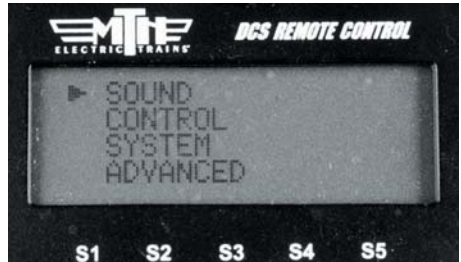 MTH DCS REMOTE CONTROL
ELECTRIC TRAINS
SOUND
CONTROL
SYSTEM
ADVANCED
S1 S2 S3 S4 S5